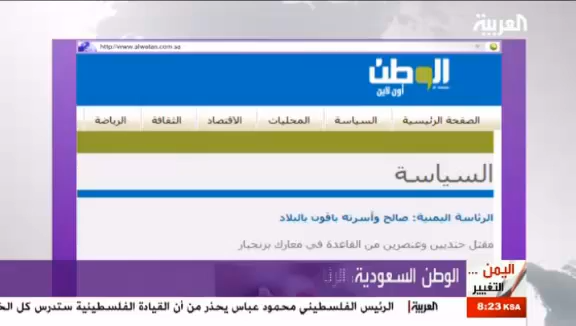 العربية
http://www.alwatan.com.sa
الوطن
أون لاين
الصفحة الرئيسية السياسة المحليات الاقتصاد الثقافة الرياضة
السياسة
الرئاسة اليمنية: صالح وأسرته باقون بالبلاد
مقتل جنديين وعنصرين من القاعدة في معارك بزنجبار
اليمن ...
التغيير
الوطن السعودية:
8:23 KSA
العربية الرئيس الفلسطيني محمود عباس يحذر من أن القيادة الفلسطينية ستدرس كل